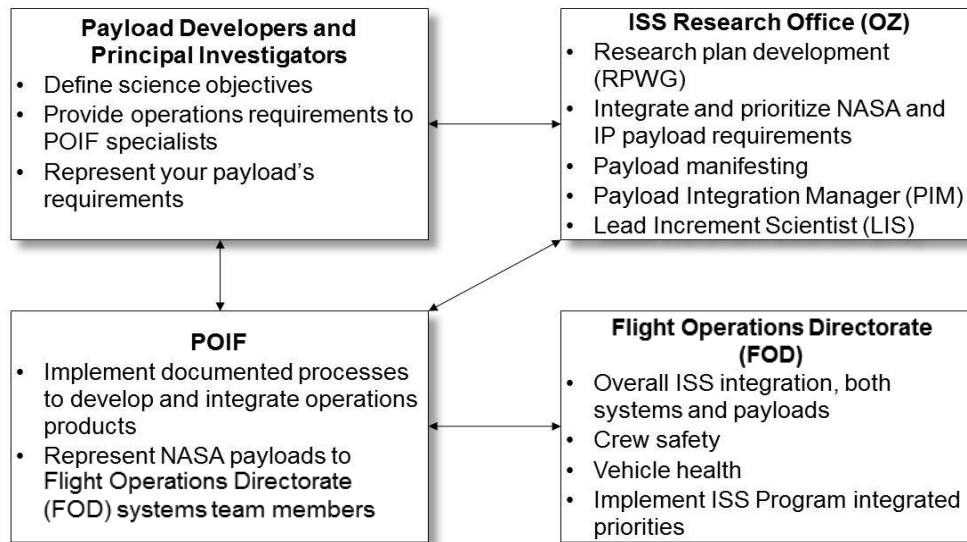 Payload Developers and
Principal Investigators
• Define science objectives
• Provide operations requirements to
POIF specialists
• Represent your payload's
requirements
ISS Research Office (OZ)
• Research plan development
(RPWG)
• Integrate and prioritize NASA and
IP payload requirements
• Payload manifesting
• Payload Integration Manager (PIM)
• Lead Increment Scientist (LIS)
POIF
• Implement documented processes
to develop and integrate operations
products
• Represent NASA payloads to
Flight Operations Directorate
(FOD) systems team members
Flight Operations Directorate
(FOD)
• Overall ISS integration, both
systems and payloads
• Crew safety
• Vehicle health
• Implement ISS Program integrated
priorities